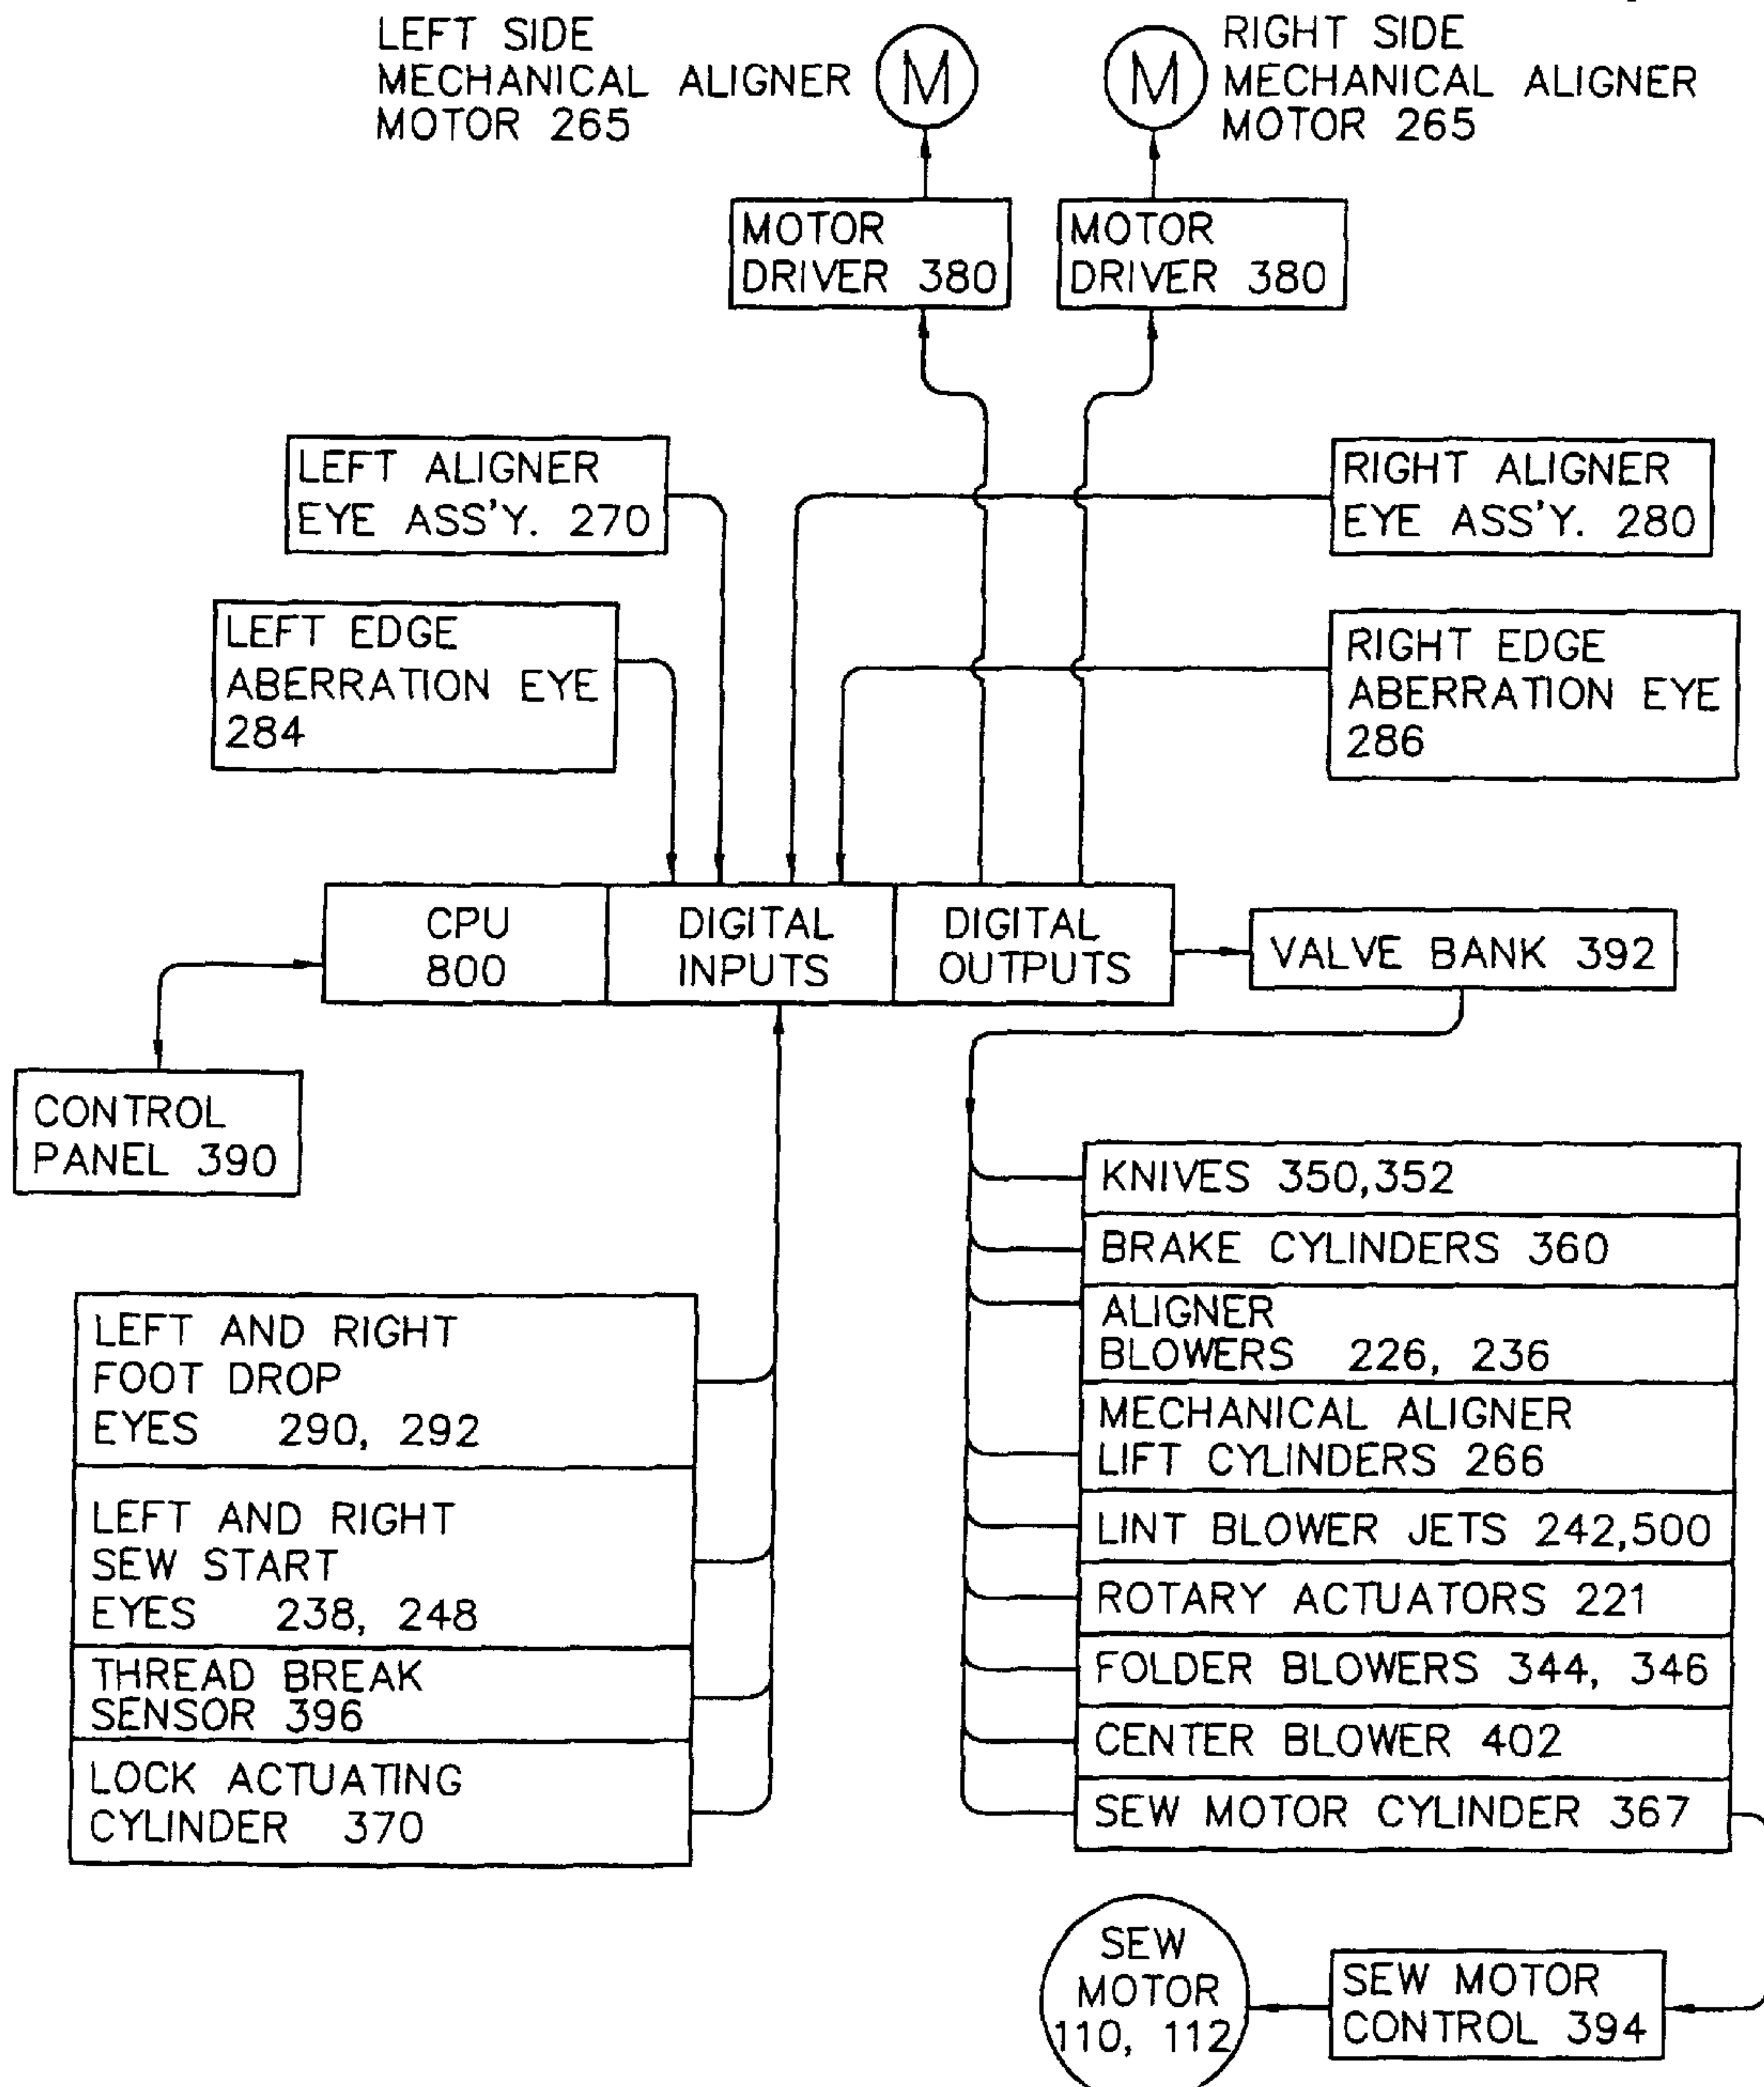 LEFT SIDE
MECHANICAL ALIGNER
MOTOR 265
M
M
RIGHT SIDE
MECHANICAL ALIGNER
MOTOR 265
MOTOR
DRIVER 380
MOTOR
DRIVER 380
LEFT ALIGNER
EYE ASS'Y. 270
RIGHT ALIGNER
EYE ASS'Y. 280
LEFT EDGE
ABERRATION EYE
284
RIGHT EDGE
ABERRATION EYE
286
CPU
800
DIGITAL
INPUTS
DIGITAL
OUTPUTS
VALVE BANK 392
CONTROL
PANEL 390
KNIVES 350,352
BRAKE CYLINDERS 360
ALIGNER
BLOWERS 226, 236
MECHANICAL ALIGNER
LIFT CYLINDERS 266
LINT BLOWER JETS 242,500
ROTARY ACTUATORS 221
FOLDER BLOWERS 344, 346
CENTER BLOWER 402
SEW MOTOR CYLINDER 367
LEFT AND RIGHT
FOOT DROP
EYES 290, 292
LEFT AND RIGHT
SEW START
EYES 238, 248
THREAD BREAK
SENSOR 396
LOCK ACTUATING
CYLINDER 370
SEW
MOTOR
110, 112
SEW MOTOR
CONTROL 394